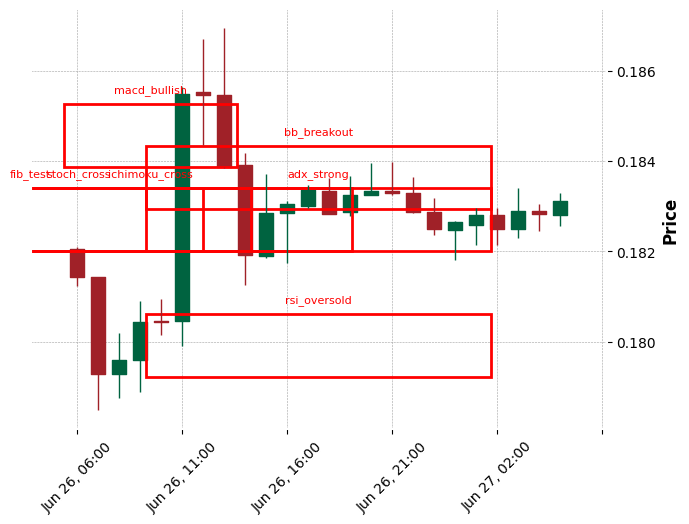 0.186
macd_bullish
bb_breakout
0.184
fib_test
stoch_cross
ichimoku_cross
adx_strong
0.182
Price
rsi_oversold
0.180
Jun 26, 06:00
Jun 26, 11:00
Jun 26, 16:00
Jun 26, 21:00
Jun 27, 02:00